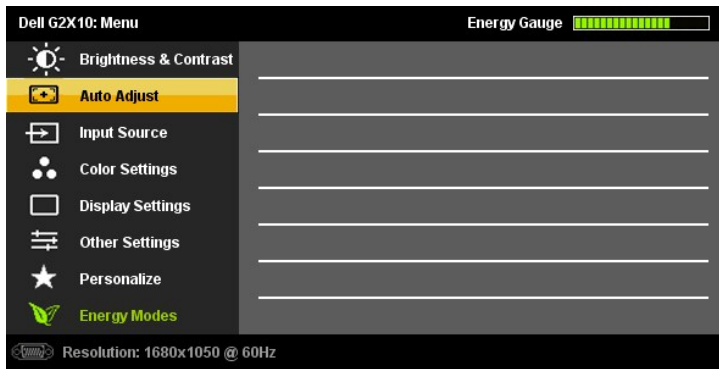 Dell G2X10: Menu
Energy Gauge
Brightness & Contrast
Auto Adjust
Input Source
Color Settings
Display Settings
Other Settings
Personalize
Energy Modes
Resolution: 1680x1050 @ 60Hz